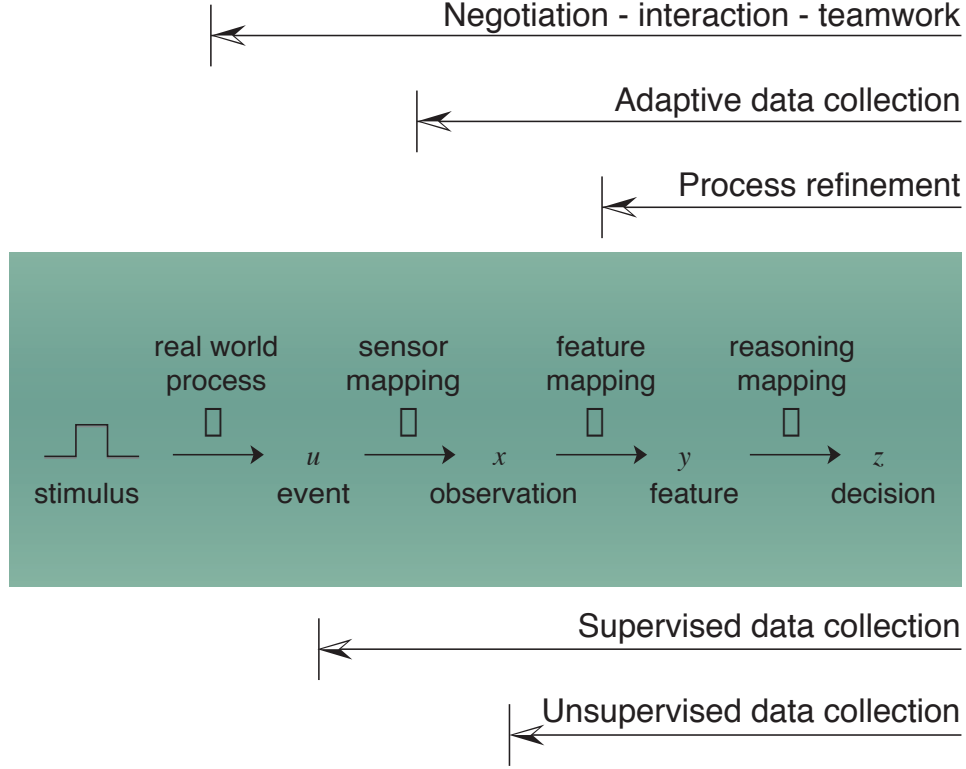 Negotiation - interaction - teamwork
Adaptive data collection
Process refinement
real world
process
sensor
mapping
feature
mapping
reasoning
mapping
u
x
y
z
stimulus
event
observation
feature
decision
Supervised data collection
Unsupervised data collection